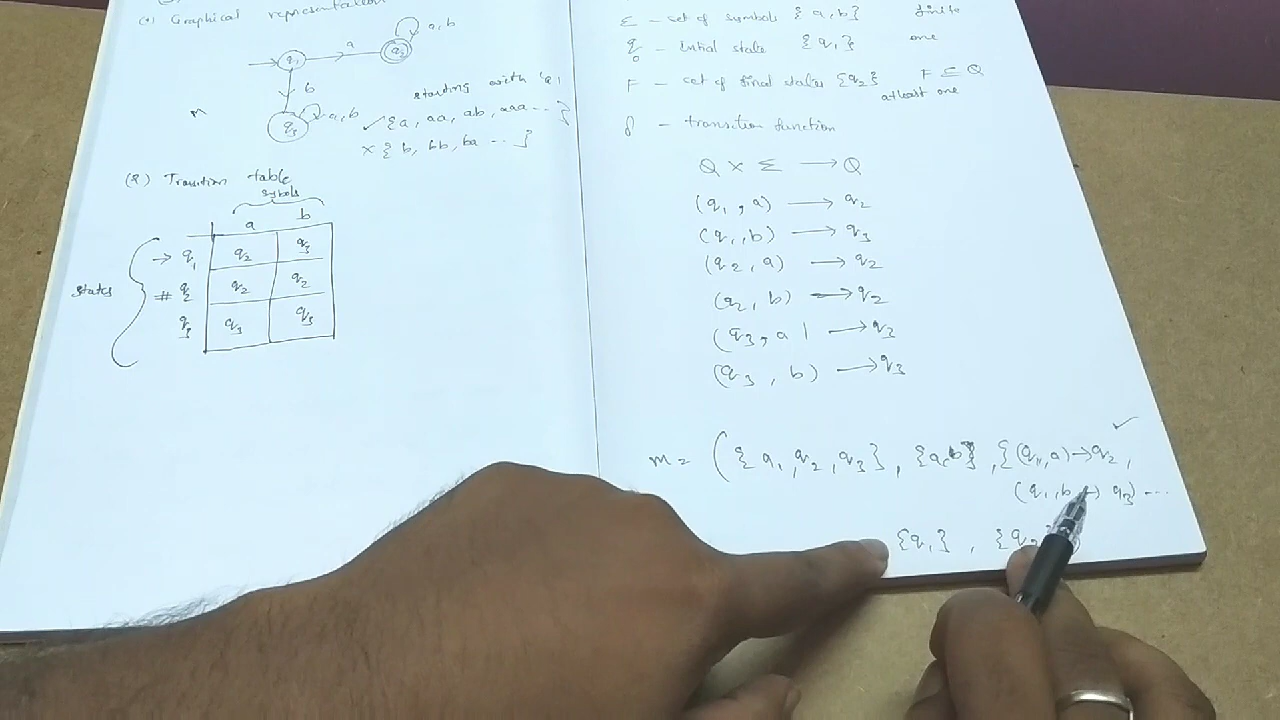 (1) Graphical representation
a
a, b
→ q1 q2
b
starting with 'a'
m
q3 a, b
✓ {a, aa, ab, aaa ... }
x { b, bb, ba ... }
(2) Transition table
symbols
a b
→ q1 q2 q3
states # q2 q2 q2
q3 q3 q3
Σ - set of symbols {a, b} finite
q0 - Initial state {q1} one
F - set of final states {q2} F ⊆ Q
atleast one
δ - transition function
Q × Σ → Q
(q1, a) → q2
(q1, b) → q3
(q2, a) → q2
(q2, b) → q2
(q3, a) → q3
(q3, b) → q3
m = ({q1, q2, q3}, {a, b}, {(q1, a) → q2,
(q1, b → q3} ...
{q1}, {q2